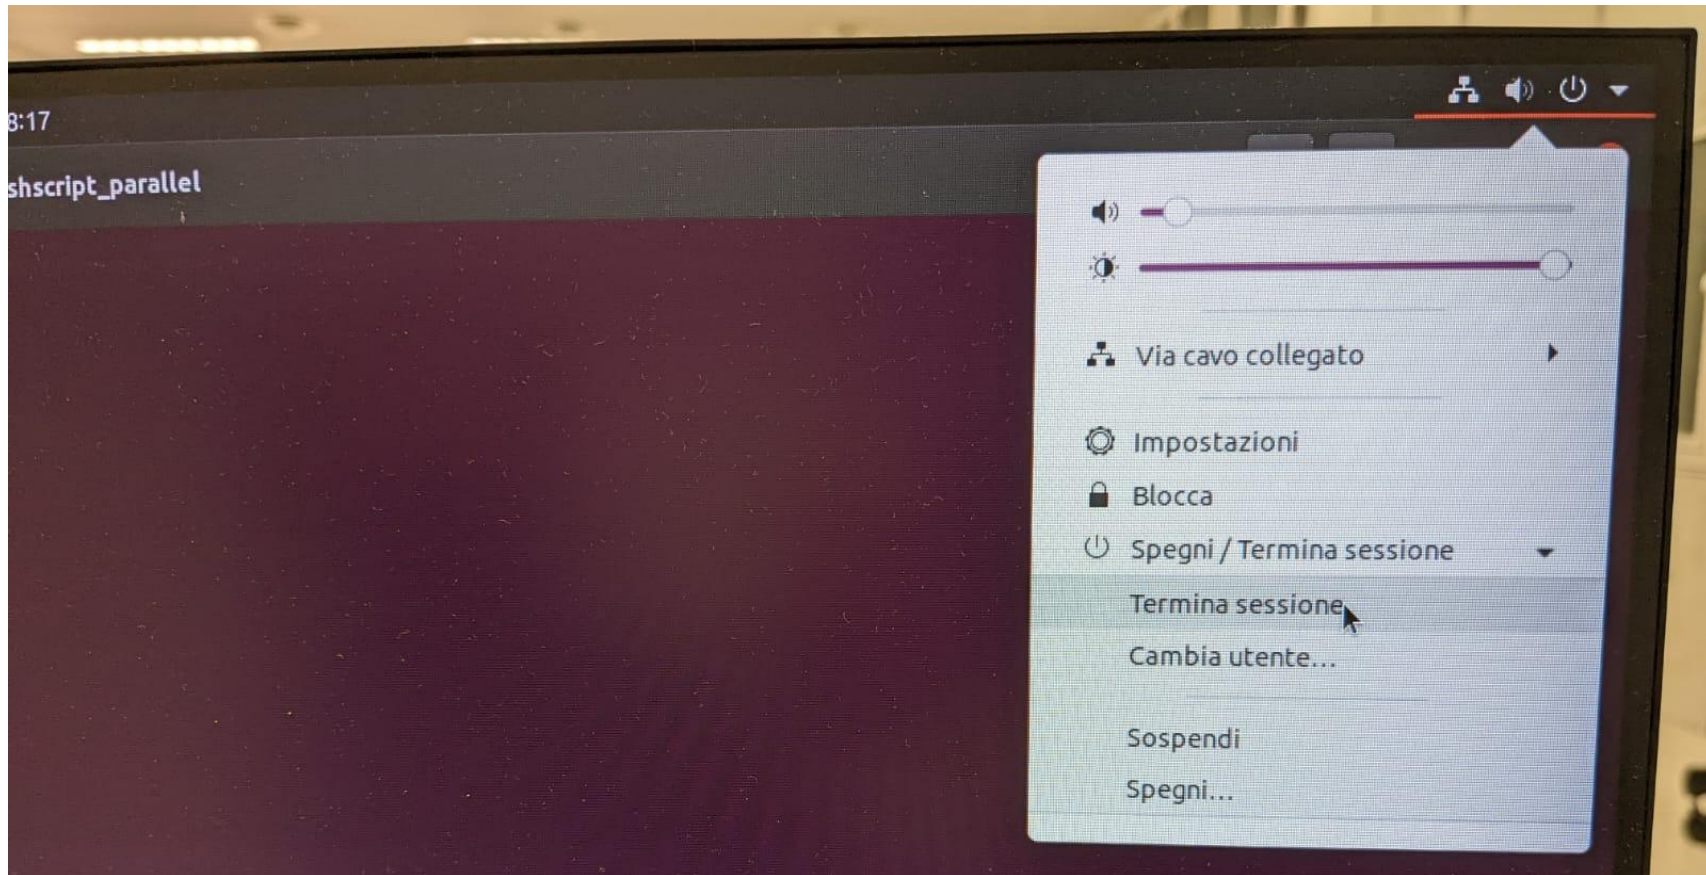 8:17
shscript_parallel
Via cavo collegato
Impostazioni
Blocca
Spegni / Termina sessione
Termina sessione
Cambia utente...
Sospendi
Spegni...